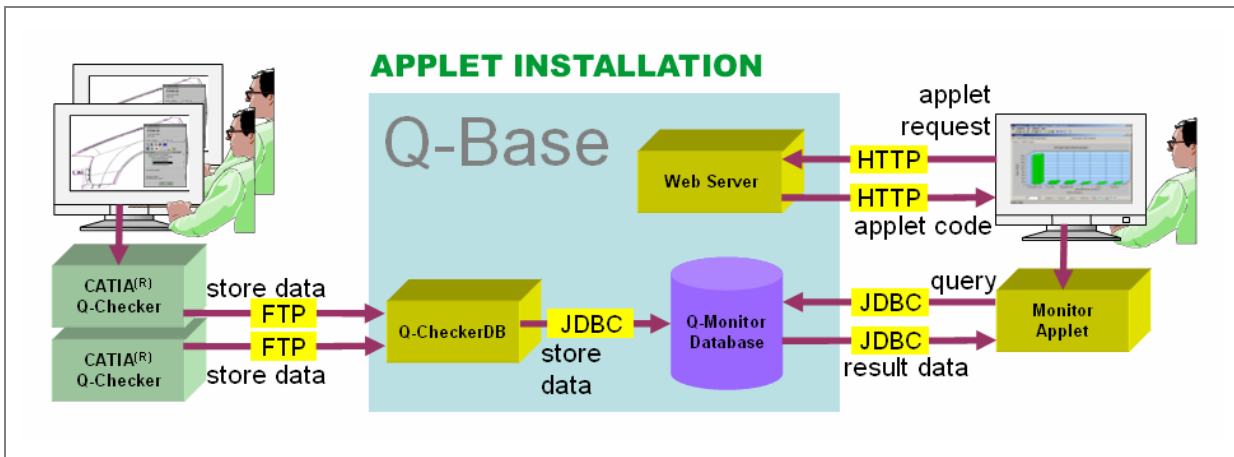 APPLET INSTALLATION
Q-Base
applet
request
HTTP
Web Server
HTTP
applet code
CATIA(R)
Q-Checker
store data
FTP
CATIA(R)
Q-Checker
FTP
store data
Q-CheckerDB
JDBC
store
data
Q-Monitor
Database
query
JDBC
JDBC
result data
Monitor
Applet